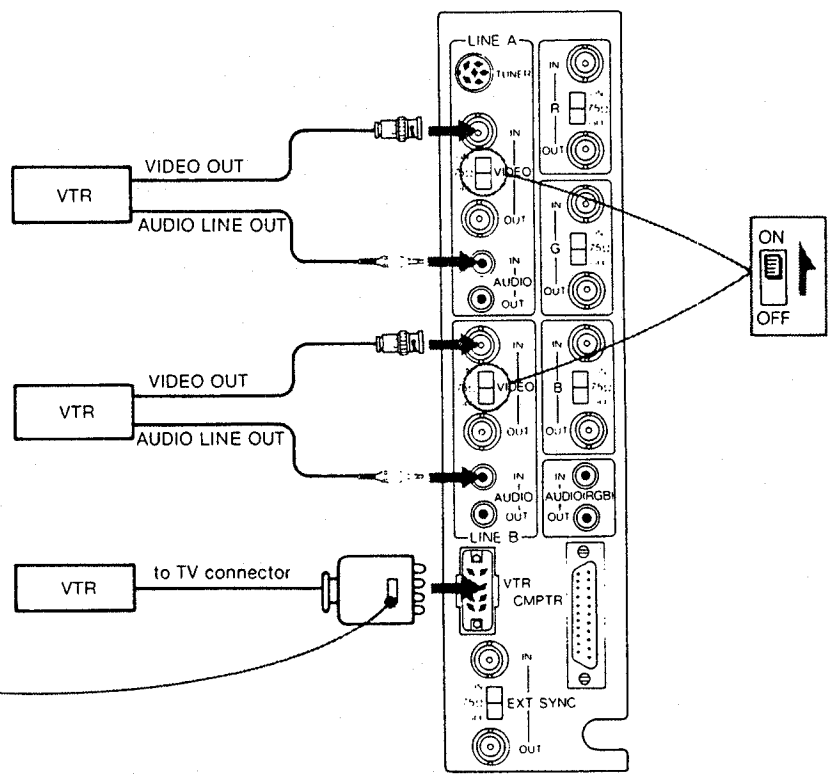 LINE A
TUNER
IN
VIDEO
OUT
IN
AUDIO
OUT
IN
R
75Ω
OUT
IN
G
75Ω
OUT
VTR
VIDEO OUT
AUDIO LINE OUT
ON
OFF
IN
VIDEO
OUT
IN
AUDIO
OUT
LINE B
IN
B
75Ω
OUT
IN
AUDIO(RGB)
OUT
VTR
VIDEO OUT
AUDIO LINE OUT
VTR
to TV connector
VTR
CMPTR
IN
75Ω
EXT SYNC
OUT